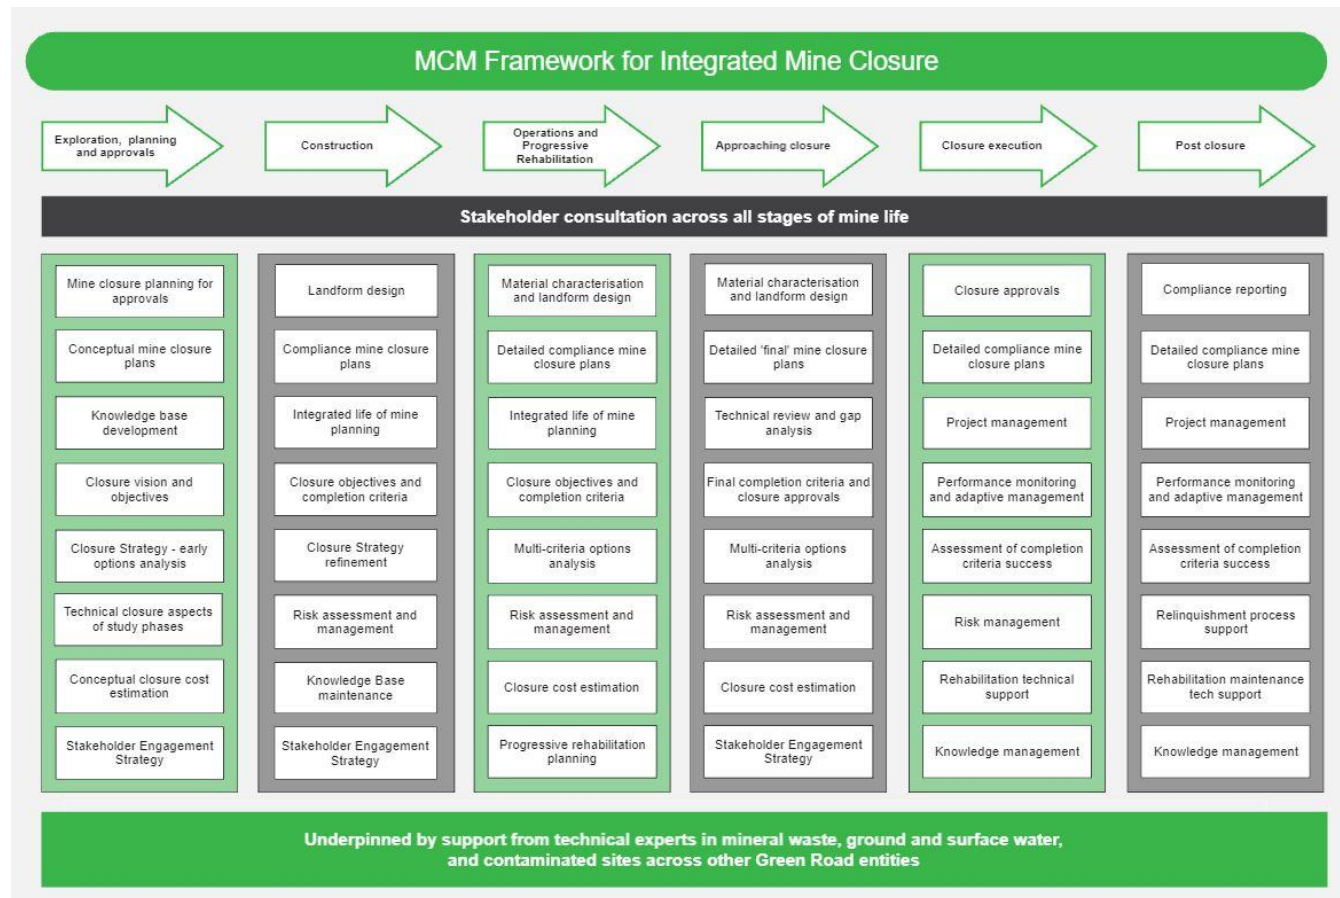 MCM Framework for Integrated Mine Closure
Exploration, planning
and approvals
Construction
Operations and
Progressive
Rehabilitation
Approaching closure
Closure execution
Post closure
Stakeholder consultation across all stages of mine life
Mine closure planning for
approvals
Conceptual mine closure
plans
Knowledge base
development
Closure vision and
objectives
Closure Strategy - early
options analysis
Technical closure aspects
of study phases
Conceptual closure cost
estimation
Stakeholder Engagement
Strategy
Landform design
Compliance mine closure
plans
Integrated life of mine
planning
Closure objectives and
completion criteria
Closure Strategy
refinement
Risk assessment and
management
Knowledge Base
maintenance
Stakeholder Engagement
Strategy
Material characterisation
and landform design
Detailed compliance mine
closure plans
Integrated life of mine
planning
Closure objectives and
completion criteria
Multi-criteria options
analysis
Risk assessment and
management
Closure cost estimation
Progressive rehabilitation
planning
Material characterisation
and landform design
Detailed 'final' mine closure
plans
Technical review and gap
analysis
Final completion criteria and
closure approvals
Multi-criteria options
analysis
Risk assessment and
management
Closure cost estimation
Stakeholder Engagement
Strategy
Closure approvals
Detailed compliance mine
closure plans
Project management
Performance monitoring
and adaptive management
Assessment of completion
criteria success
Risk management
Rehabilitation technical
support
Knowledge management
Compliance reporting
Detailed compliance mine
closure plans
Project management
Performance monitoring
and adaptive management
Assessment of completion
criteria success
Relinquishment process
support
Rehabilitation maintenance
tech support
Knowledge management
Underpinned by support from technical experts in mineral waste, ground and surface water,
and contaminated sites across other Green Road entities